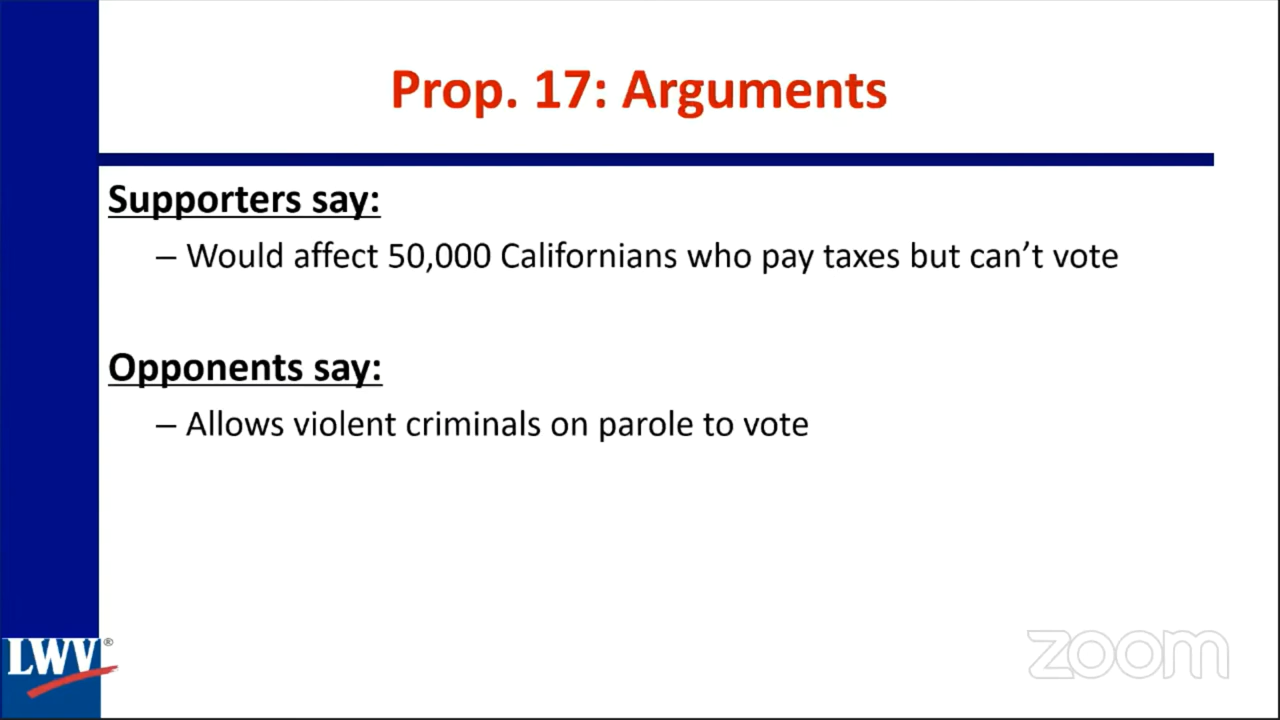 Prop. 17: Arguments
Supporters say:
– Would affect 50,000 Californians who pay taxes but can’t vote
Opponents say:
– Allows violent criminals on parole to vote
LWV®
zoom